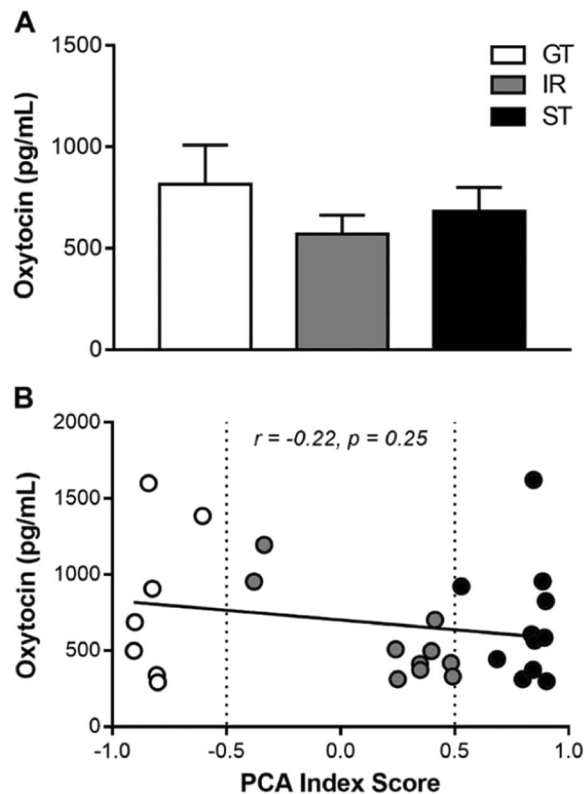 A
1500
1000
500
0
Oxytocin (pg/mL)
GT
IR
ST
B
2000
1500
1000
500
0
Oxytocin (pg/mL)
r = -0.22, p = 0.25
-1.0 -0.5 0.0 0.5 1.0
PCA Index Score